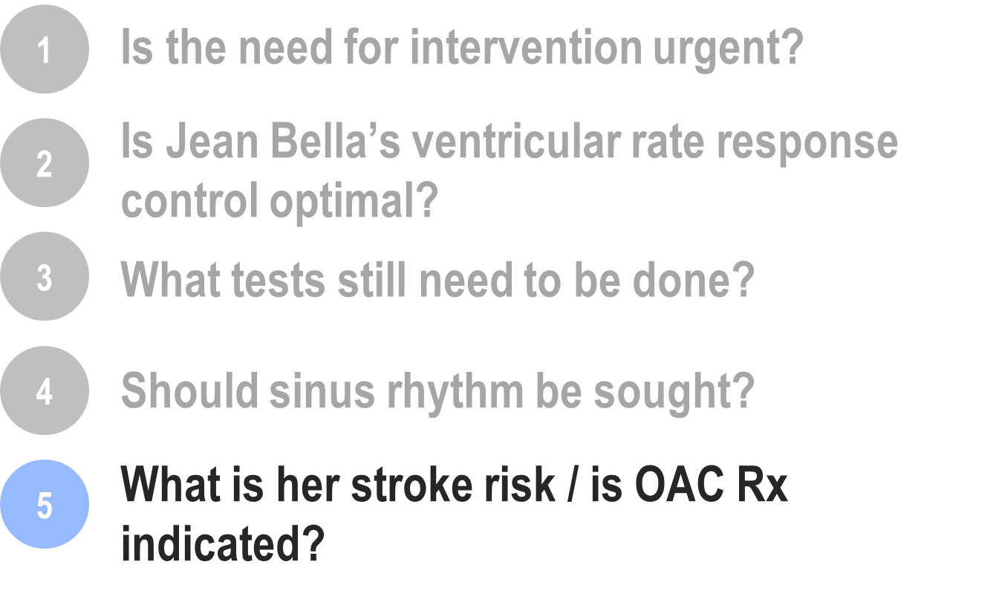 1
Is the need for intervention urgent?
2
Is Jean Bella’s ventricular rate response
control optimal?
3
What tests still need to be done?
4
Should sinus rhythm be sought?
5
What is her stroke risk / is OAC Rx
indicated?